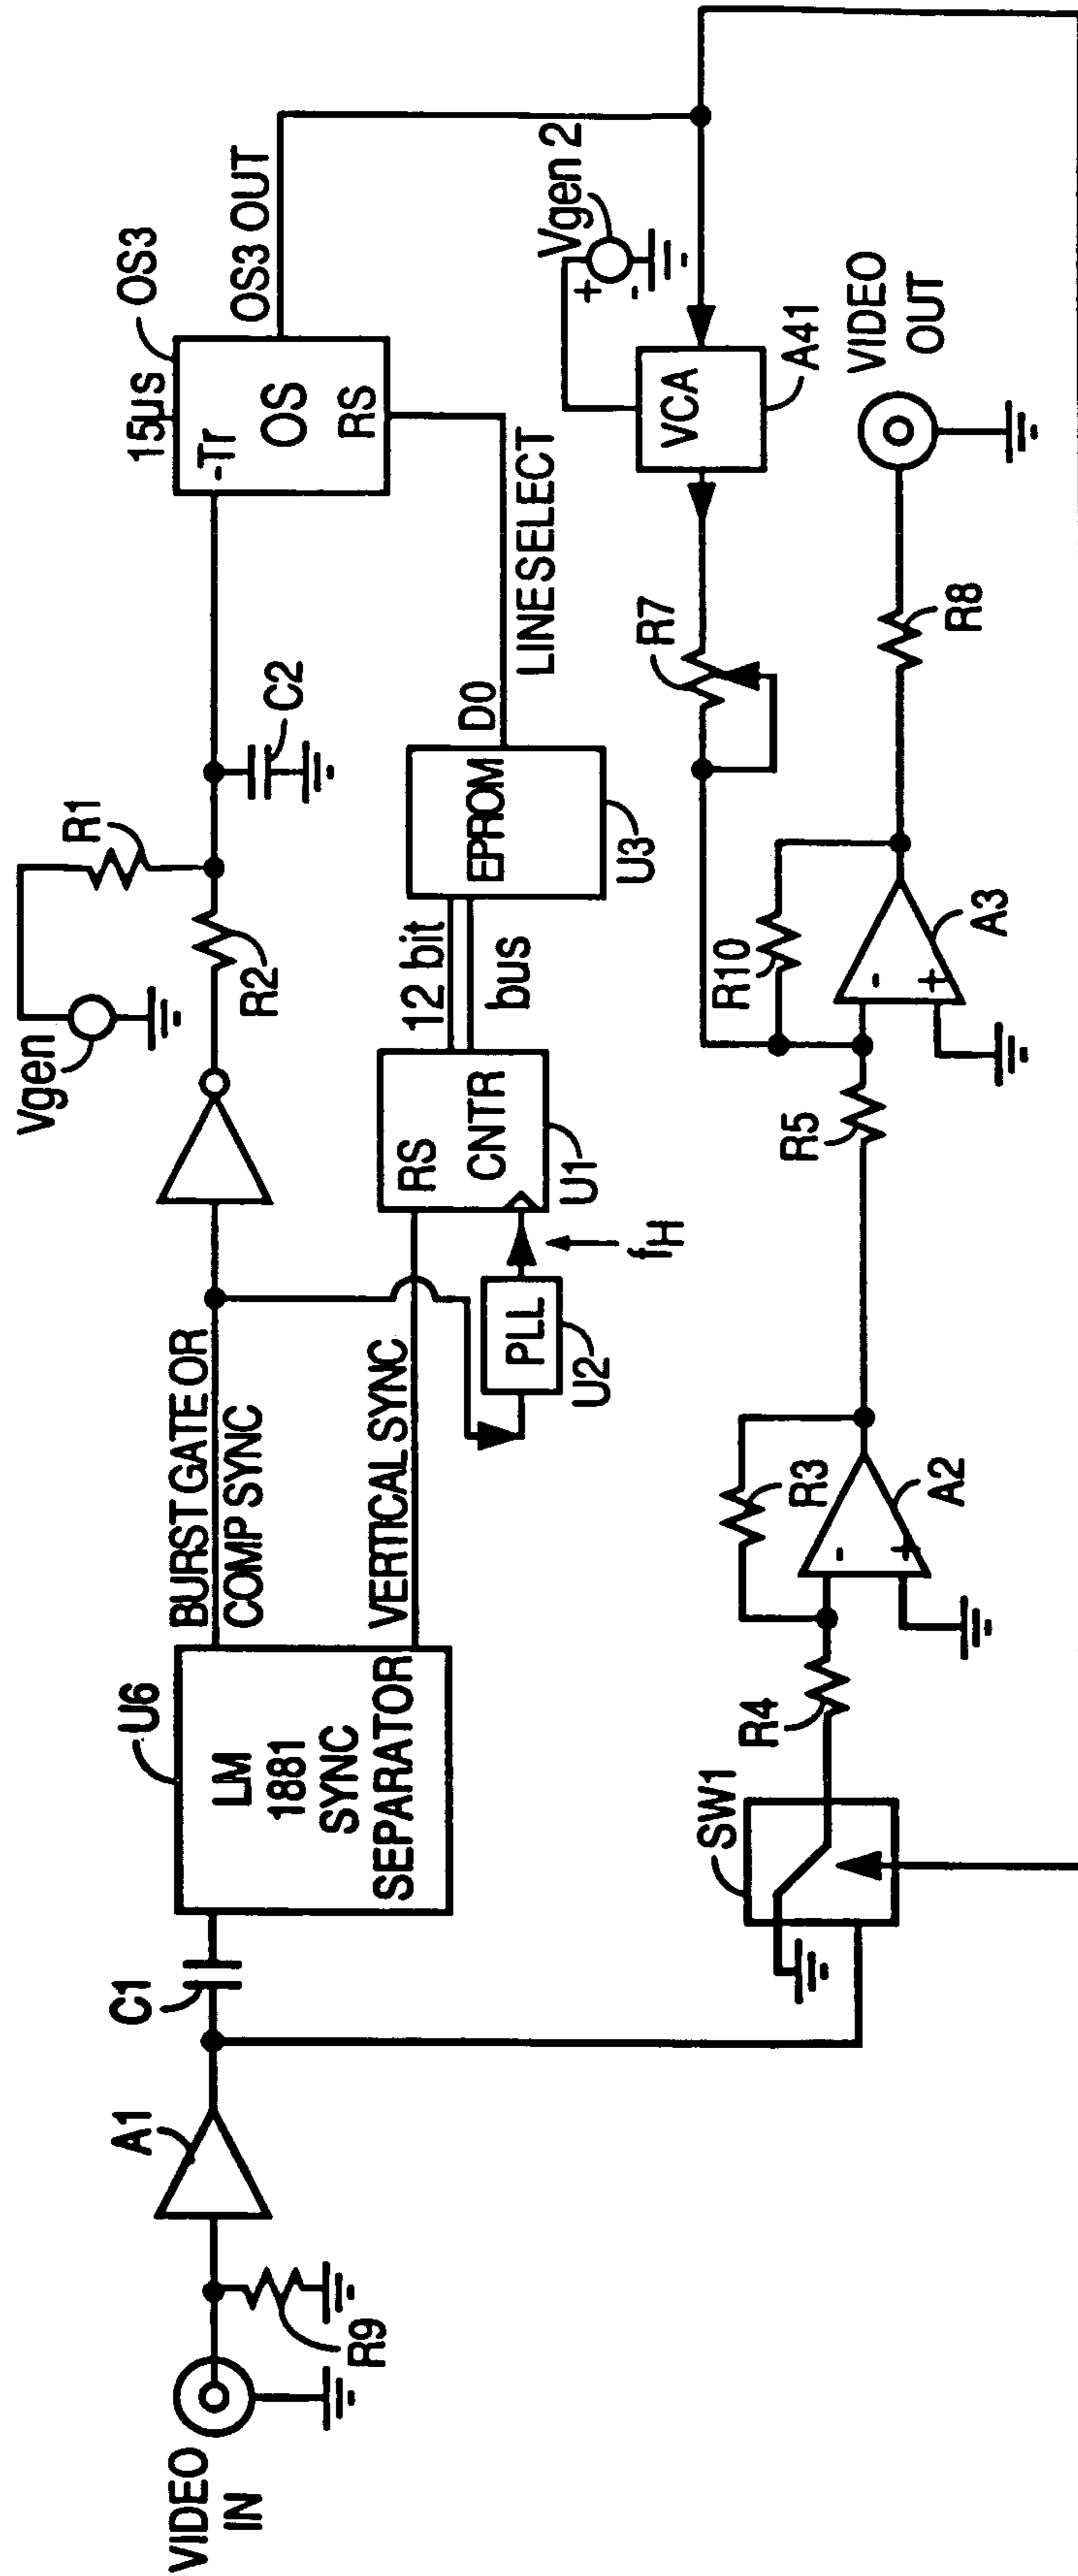 VIDEO
IN
R9
A1
C1
U6
LM
1881
SYNC
SEPARATOR
BURST GATE OR
COMP SYNC
VERTICAL SYNC
PLL
U2
fH
RS
CNTR
U1
12 bit
bus
EPROM
U3
D0
LINE SELECT
Vgen
R2
R1
C2
15µs
OS3
-Tr
OS
RS
OS3 OUT
Vgen 2
+
-
VCA
A41
R7
SW1
R4
R3
-
+
A2
R5
R10
-
+
A3
R8
VIDEO
OUT